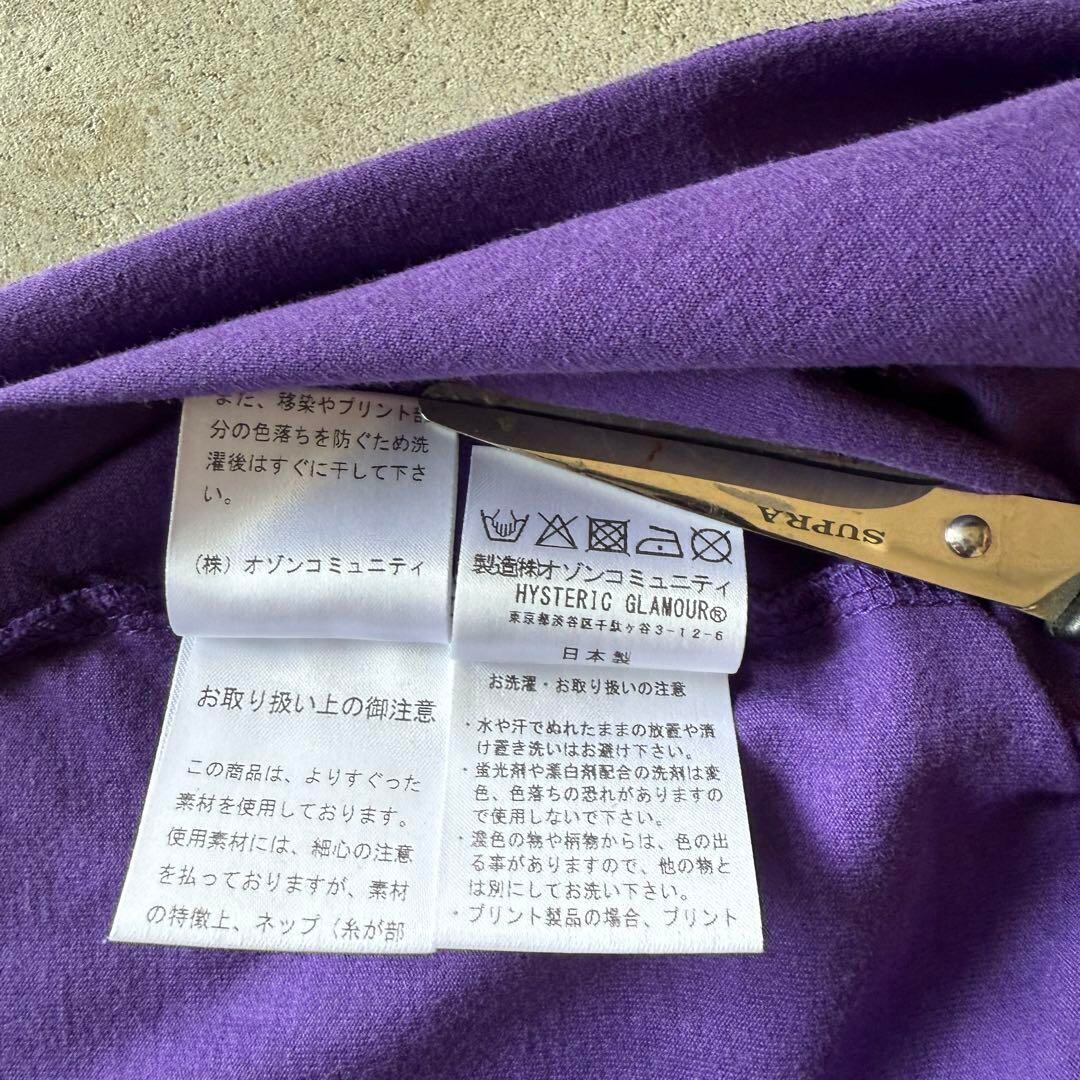 また、移染やプリント部
分の色落ちを防ぐため洗
濯後はすぐに干して下さ
い。
(株) オゾンコミュニティ
お取り扱い上の御注意
この商品は、よりすぐった
素材を使用しております。
使用素材には、細心の注意
を払っておりますが、素材
の特徴上、ネップ（糸が部
製造(株)オゾンコミュニティ
HYSTERIC GLAMOUR®
東京都渋谷区千駄ヶ谷3-12-6
日本製
お洗濯・お取り扱いの注意
・水や汗でぬれたままの放置や漬
け置き洗いはお避け下さい。
・蛍光剤や漂白剤配合の洗剤は変
色、色落ちの恐れがありますの
で使用しないで下さい。
・濃色の物や柄物からは、色の出
る事がありますので、他の物と
は別にしてお洗い下さい。
・プリント製品の場合、プリント
SUPRA